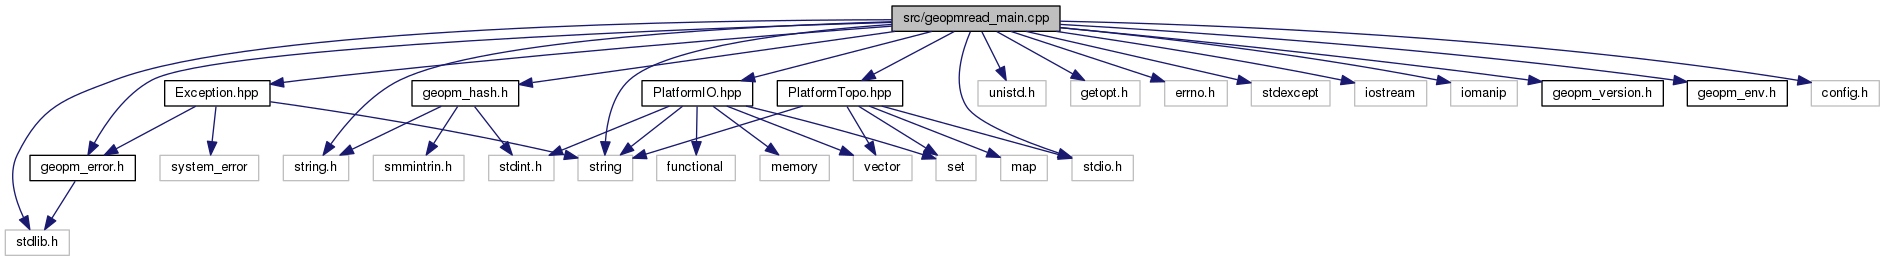 src/geopmread_main.cpp
Exception.hpp
geopm_hash.h
PlatformIO.hpp
PlatformTopo.hpp
unistd.h
getopt.h
errno.h
stdexcept
iostream
iomanip
geopm_version.h
geopm_env.h
config.h
geopm_error.h
system_error
string.h
smmintrin.h
stdint.h
string
functional
memory
vector
set
map
stdio.h
stdlib.h